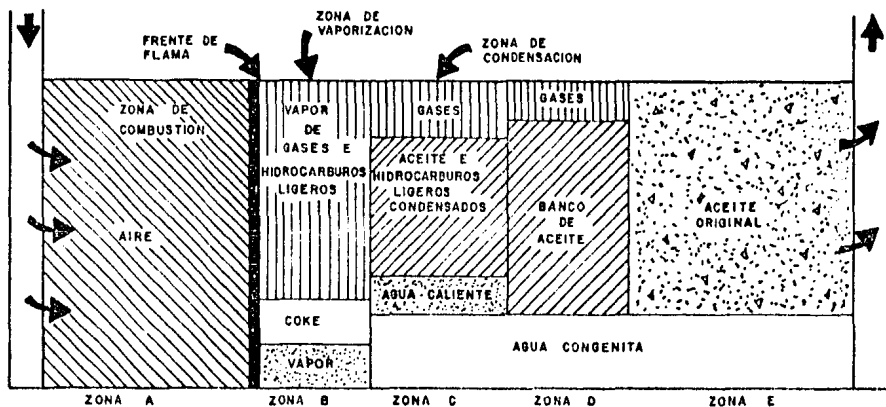 ZONA DE
VAPORIZACION
FRENTE DE
FLAMA
ZONA DE
CONDENSACION
ZONA DE
COMBUSTION
AIRE
VAPOR
DE
GASES E
HIDROCARBUROS
LIGEROS
COKE
VAPOR
GASES
ACEITE E
HIDROCARBUROS
LIGEROS
CONDENSADOS
AGUA-CALIENTE
GASES
BANCO
DE
ACEITE
ACEITE
ORIGINAL
AGUA CONGENITA
ZONA A
ZONA B
ZONA C
ZONA D
ZONA E